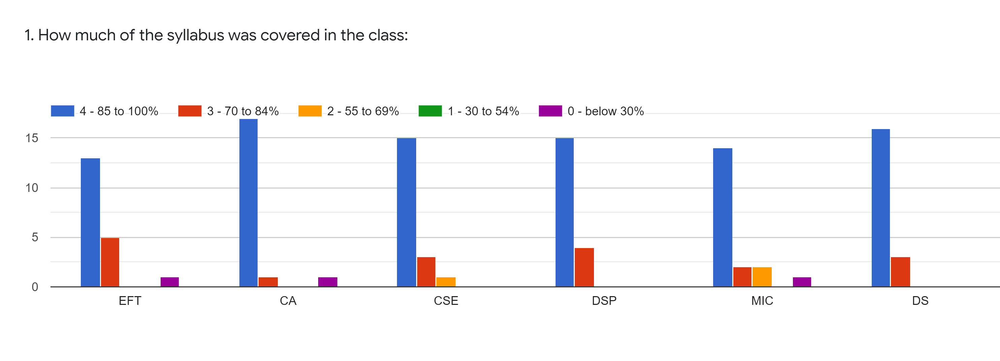 1. How much of the syllabus was covered in the class:
4 - 85 to 100% 3 - 70 to 84% 2 - 55 to 69% 1 - 30 to 54% 0 - below 30%
15
10
5
0
EFT CA CSE DSP MIC DS